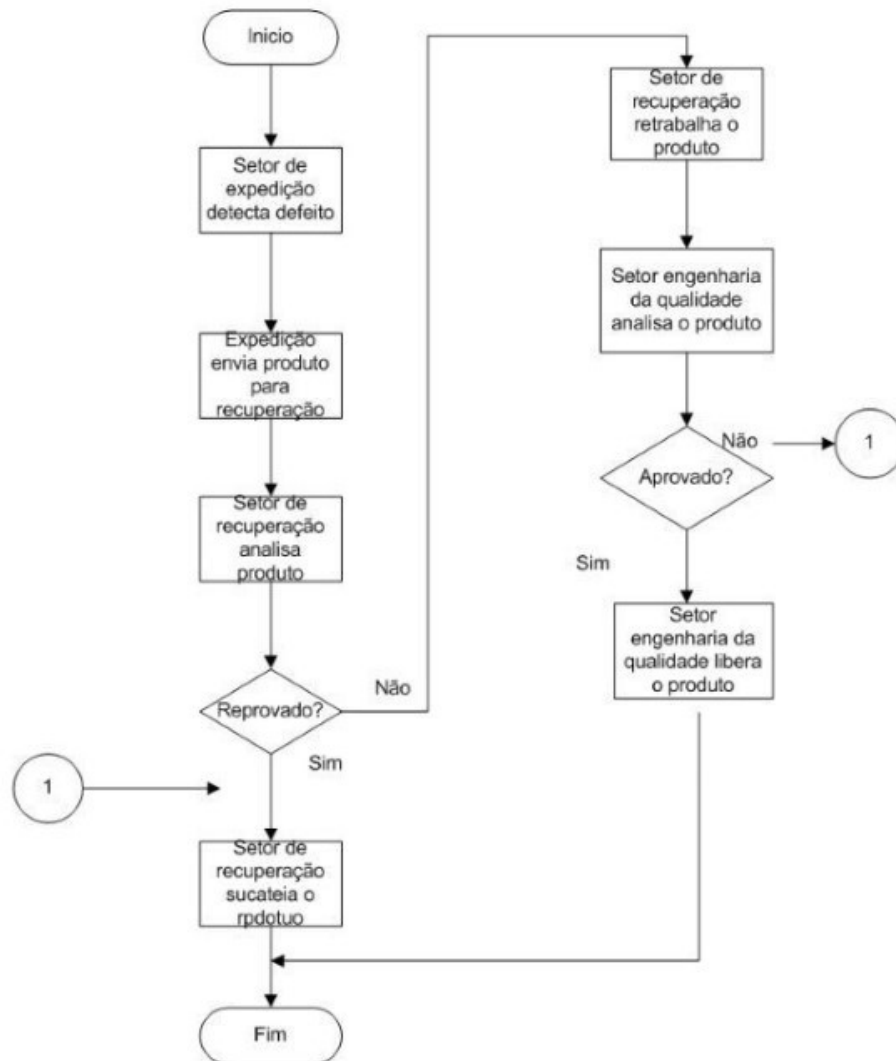 Inicio
Setor de
expedição
detecta defeito
Expedição
envia produto
para
recuperação
Setor de
recuperação
analisa
produto
Reprovado?
Não
Sim
1
Setor de
recuperação
sucateia o
rpdotuo
Fim
Setor de
recuperação
retrabalha o
produto
Setor engenharia
da qualidade
analisa o produto
Aprovado?
Não
1
Sim
Setor
engenharia da
qualidade libera
o produto